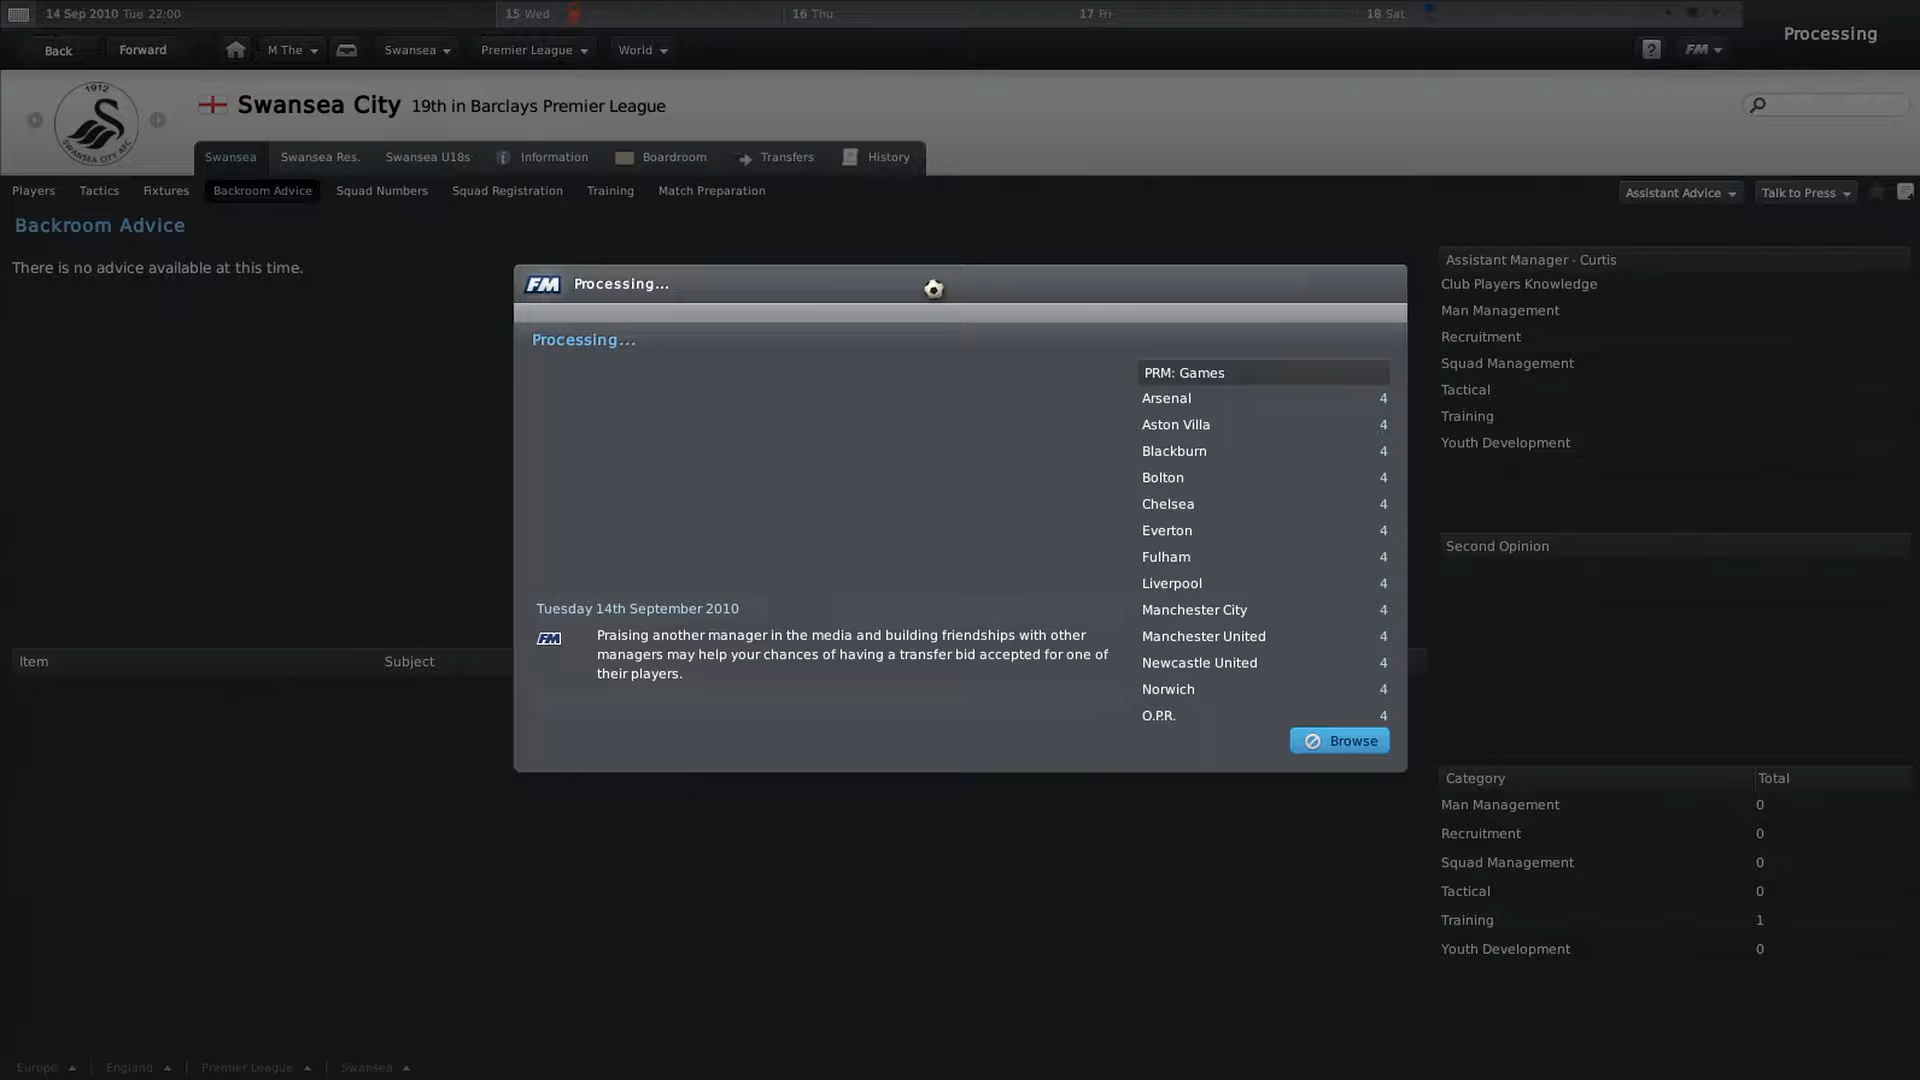 14 Sep 2010 Tue 22:00
15 Wed
16 Thu
17 Fri
18 Sat
Processing
Back
Forward
M The
Swansea
Premier League
World
?
FM
1912
SWANSEA CITY AFC
Swansea City 19th in Barclays Premier League
Swansea
Swansea Res.
Swansea U18s
i Information
Boardroom
Transfers
History
Players
Tactics
Fixtures
Backroom Advice
Squad Numbers
Squad Registration
Training
Match Preparation
Assistant Advice
Talk to Press
Backroom Advice
There is no advice available at this time.
Item
Subject
FM Processing...
Processing...
Tuesday 14th September 2010
FM
Praising another manager in the media and building friendships with other
managers may help your chances of having a transfer bid accepted for one of
their players.
PRM: Games
Arsenal 4
Aston Villa 4
Blackburn 4
Bolton 4
Chelsea 4
Everton 4
Fulham 4
Liverpool 4
Manchester City 4
Manchester United 4
Newcastle United 4
Norwich 4
Q.P.R. 4
Browse
Assistant Manager - Curtis
Club Players Knowledge
Man Management
Recruitment
Squad Management
Tactical
Training
Youth Development
Second Opinion
Category Total
Man Management 0
Recruitment 0
Squad Management 0
Tactical 0
Training 1
Youth Development 0
Europe
England
Premier League
Swansea